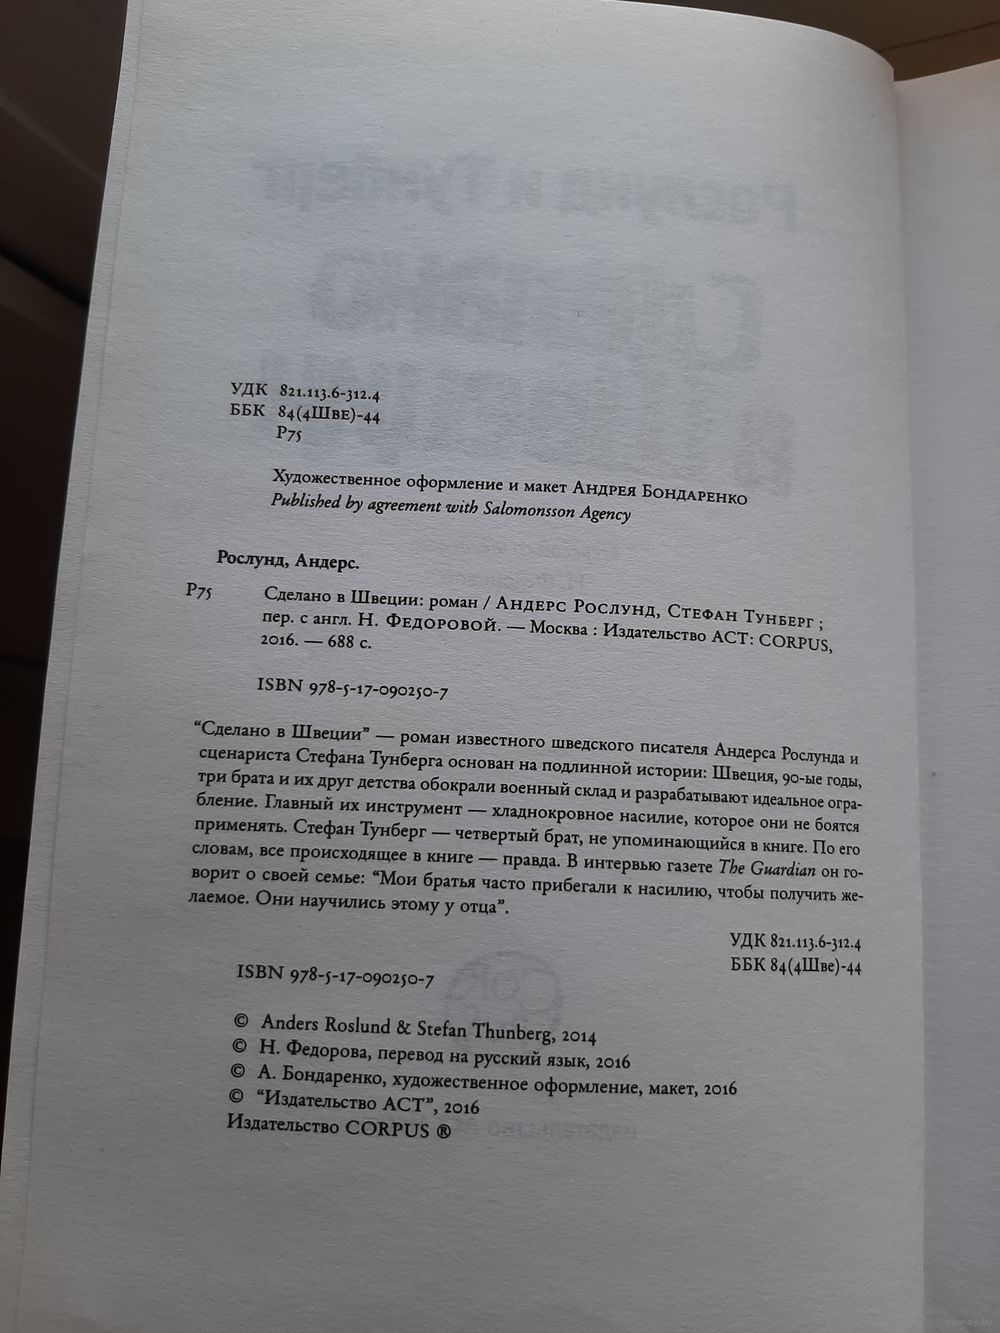 УДК 821.113.6-312.4
ББК 84(4Шве)-44
Р75
Художественное оформление и макет Андрея Бондаренко
Published by agreement with Salomonsson Agency
Рослунд, Андерс.
Р75 Сделано в Швеции: роман / Андерс Рослунд, Стефан Тунберг ;
пер. с англ. Н. Федоровой. — Москва : Издательство АСТ: CORPUS,
2016. — 688 с.
ISBN 978-5-17-090250-7
“Сделано в Швеции” — роман известного шведского писателя Андерса Рослунда и
сценариста Стефана Тунберга основан на подлинной истории: Швеция, 90-ые годы,
три брата и их друг детства обокрали военный склад и разрабатывают идеальное огра-
бление. Главный их инструмент — хладнокровное насилие, которое они не боятся
применять. Стефан Тунберг — четвертый брат, не упоминающийся в книге. По его
словам, все происходящее в книге — правда. В интервью газете The Guardian он го-
ворит о своей семье: “Мои братья часто прибегали к насилию, чтобы получить же-
лаемое. Они научились этому у отца”.
УДК 821.113.6-312.4
ББК 84(4Шве)-44
ISBN 978-5-17-090250-7
© Anders Roslund & Stefan Thunberg, 2014
© Н. Федорова, перевод на русский язык, 2016
© А. Бондаренко, художественное оформление, макет, 2016
© “Издательство АСТ”, 2016
Издательство CORPUS ®
www.ay.by